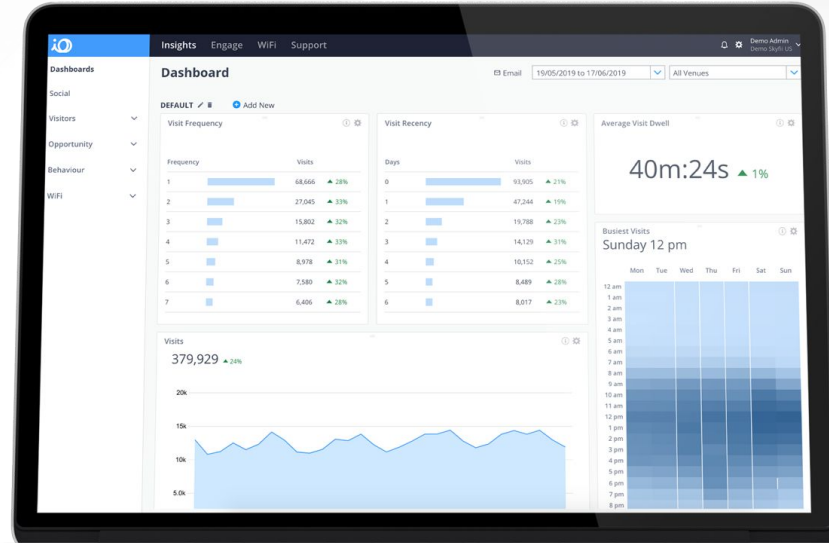 iO
Insights Engage WiFi Support
Demo Admin
Demo Skyfii US
Dashboards
Social
Visitors
Opportunity
Behaviour
WiFi
Dashboard
Email 19/05/2019 to 17/06/2019 All Venues
DEFAULT Add New
Visit Frequency
Frequency Visits
1 68,666 28%
2 27,045 33%
3 15,802 32%
4 11,472 33%
5 8,978 31%
6 7,580 32%
7 6,406 28%
Visit Recency
Days Visits
0 93,905 21%
1 47,244 19%
2 19,788 23%
3 14,129 31%
4 10,152 25%
5 8,489 28%
6 8,017 23%
Average Visit Dwell
40m:24s 1%
Busiest Visits
Sunday 12 pm
Mon Tue Wed Thu Fri Sat Sun
12 am
1 am
2 am
3 am
4 am
5 am
6 am
7 am
8 am
9 am
10 am
11 am
12 pm
1 pm
2 pm
3 pm
4 pm
5 pm
6 pm
7 pm
8 pm
Visits
379,929 24%
20k
15k
10k
5.0k